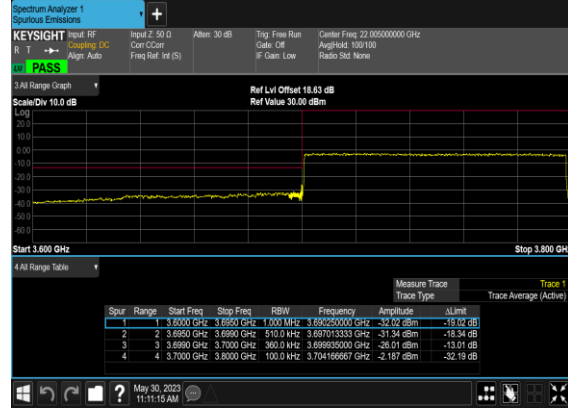 Spectrum Analyzer 1
Spurious Emissions
+
KEYSIGHT Input: RF Input Z: 50 Ω Atten: 30 dB Trig: Free Run Center Freq: 22.005000000 GHz
R T Coupling: DC Corr CCorr Gate: Off Avg|Hold: 100/100
Align: Auto Freq Ref: Int (S) IF Gain: Low Radio Std: None
PASS
3 All Range Graph
Ref Lvl Offset 18.63 dB
Scale/Div 10.0 dB Ref Value 30.00 dBm
Log
20.0
10.0
0.00
-10.0
-20.0
-30.0
-40.0
-50.0
-60.0
Start 3.600 GHz Stop 3.800 GH
4 All Range Table
Measure Trace Trace 1
Trace Type Trace Average (Active)
Spur Range Start Freq Stop Freq RBW Frequency Amplitude ΔLimit
1 1 3.6000 GHz 3.6950 GHz 1.000 MHz 3.690250000 GHz -32.02 dBm -19.02 dB
2 2 3.6950 GHz 3.6990 GHz 510.0 kHz 3.697013333 GHz -31.34 dBm -18.34 dB
3 3 3.6990 GHz 3.7000 GHz 360.0 kHz 3.699935000 GHz -26.01 dBm -13.01 dB
4 4 3.7000 GHz 3.8000 GHz 100.0 kHz 3.704166667 GHz -2.187 dBm -32.19 dB
? May 30, 2023
11:11:15 AM